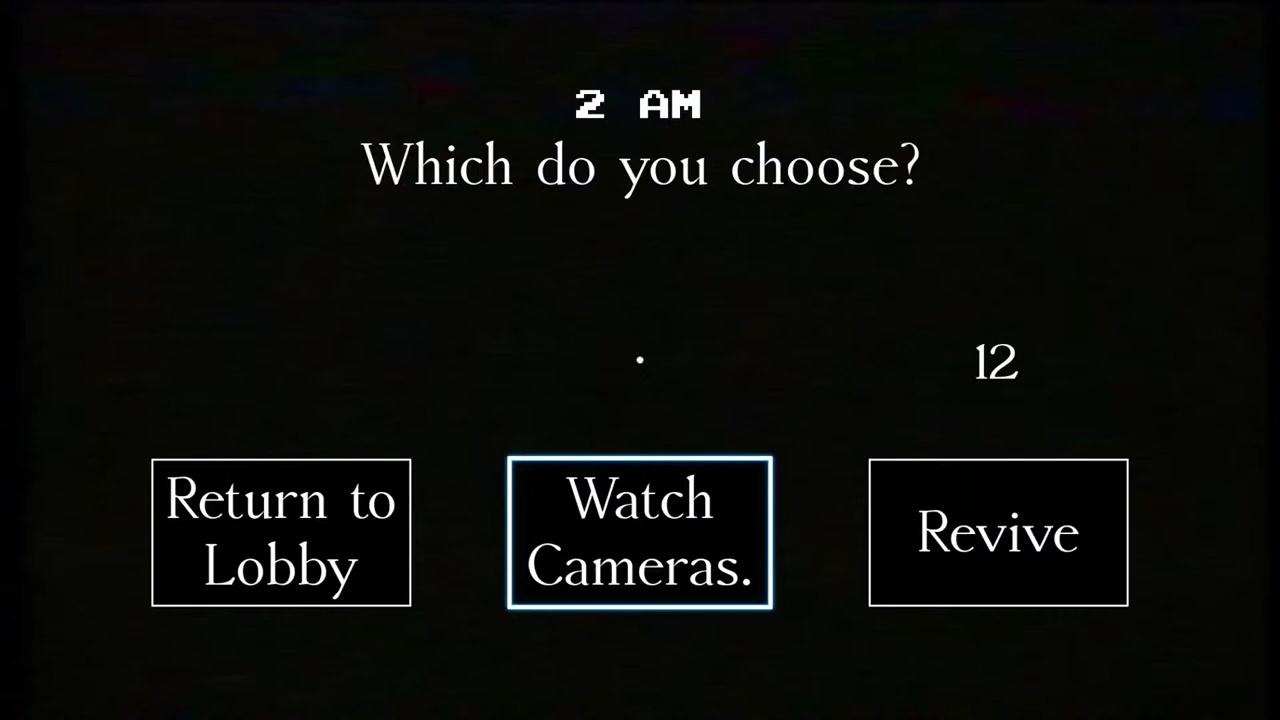 2 AM
Which do you choose?
12
Return to
Lobby
Watch
Cameras.
Revive